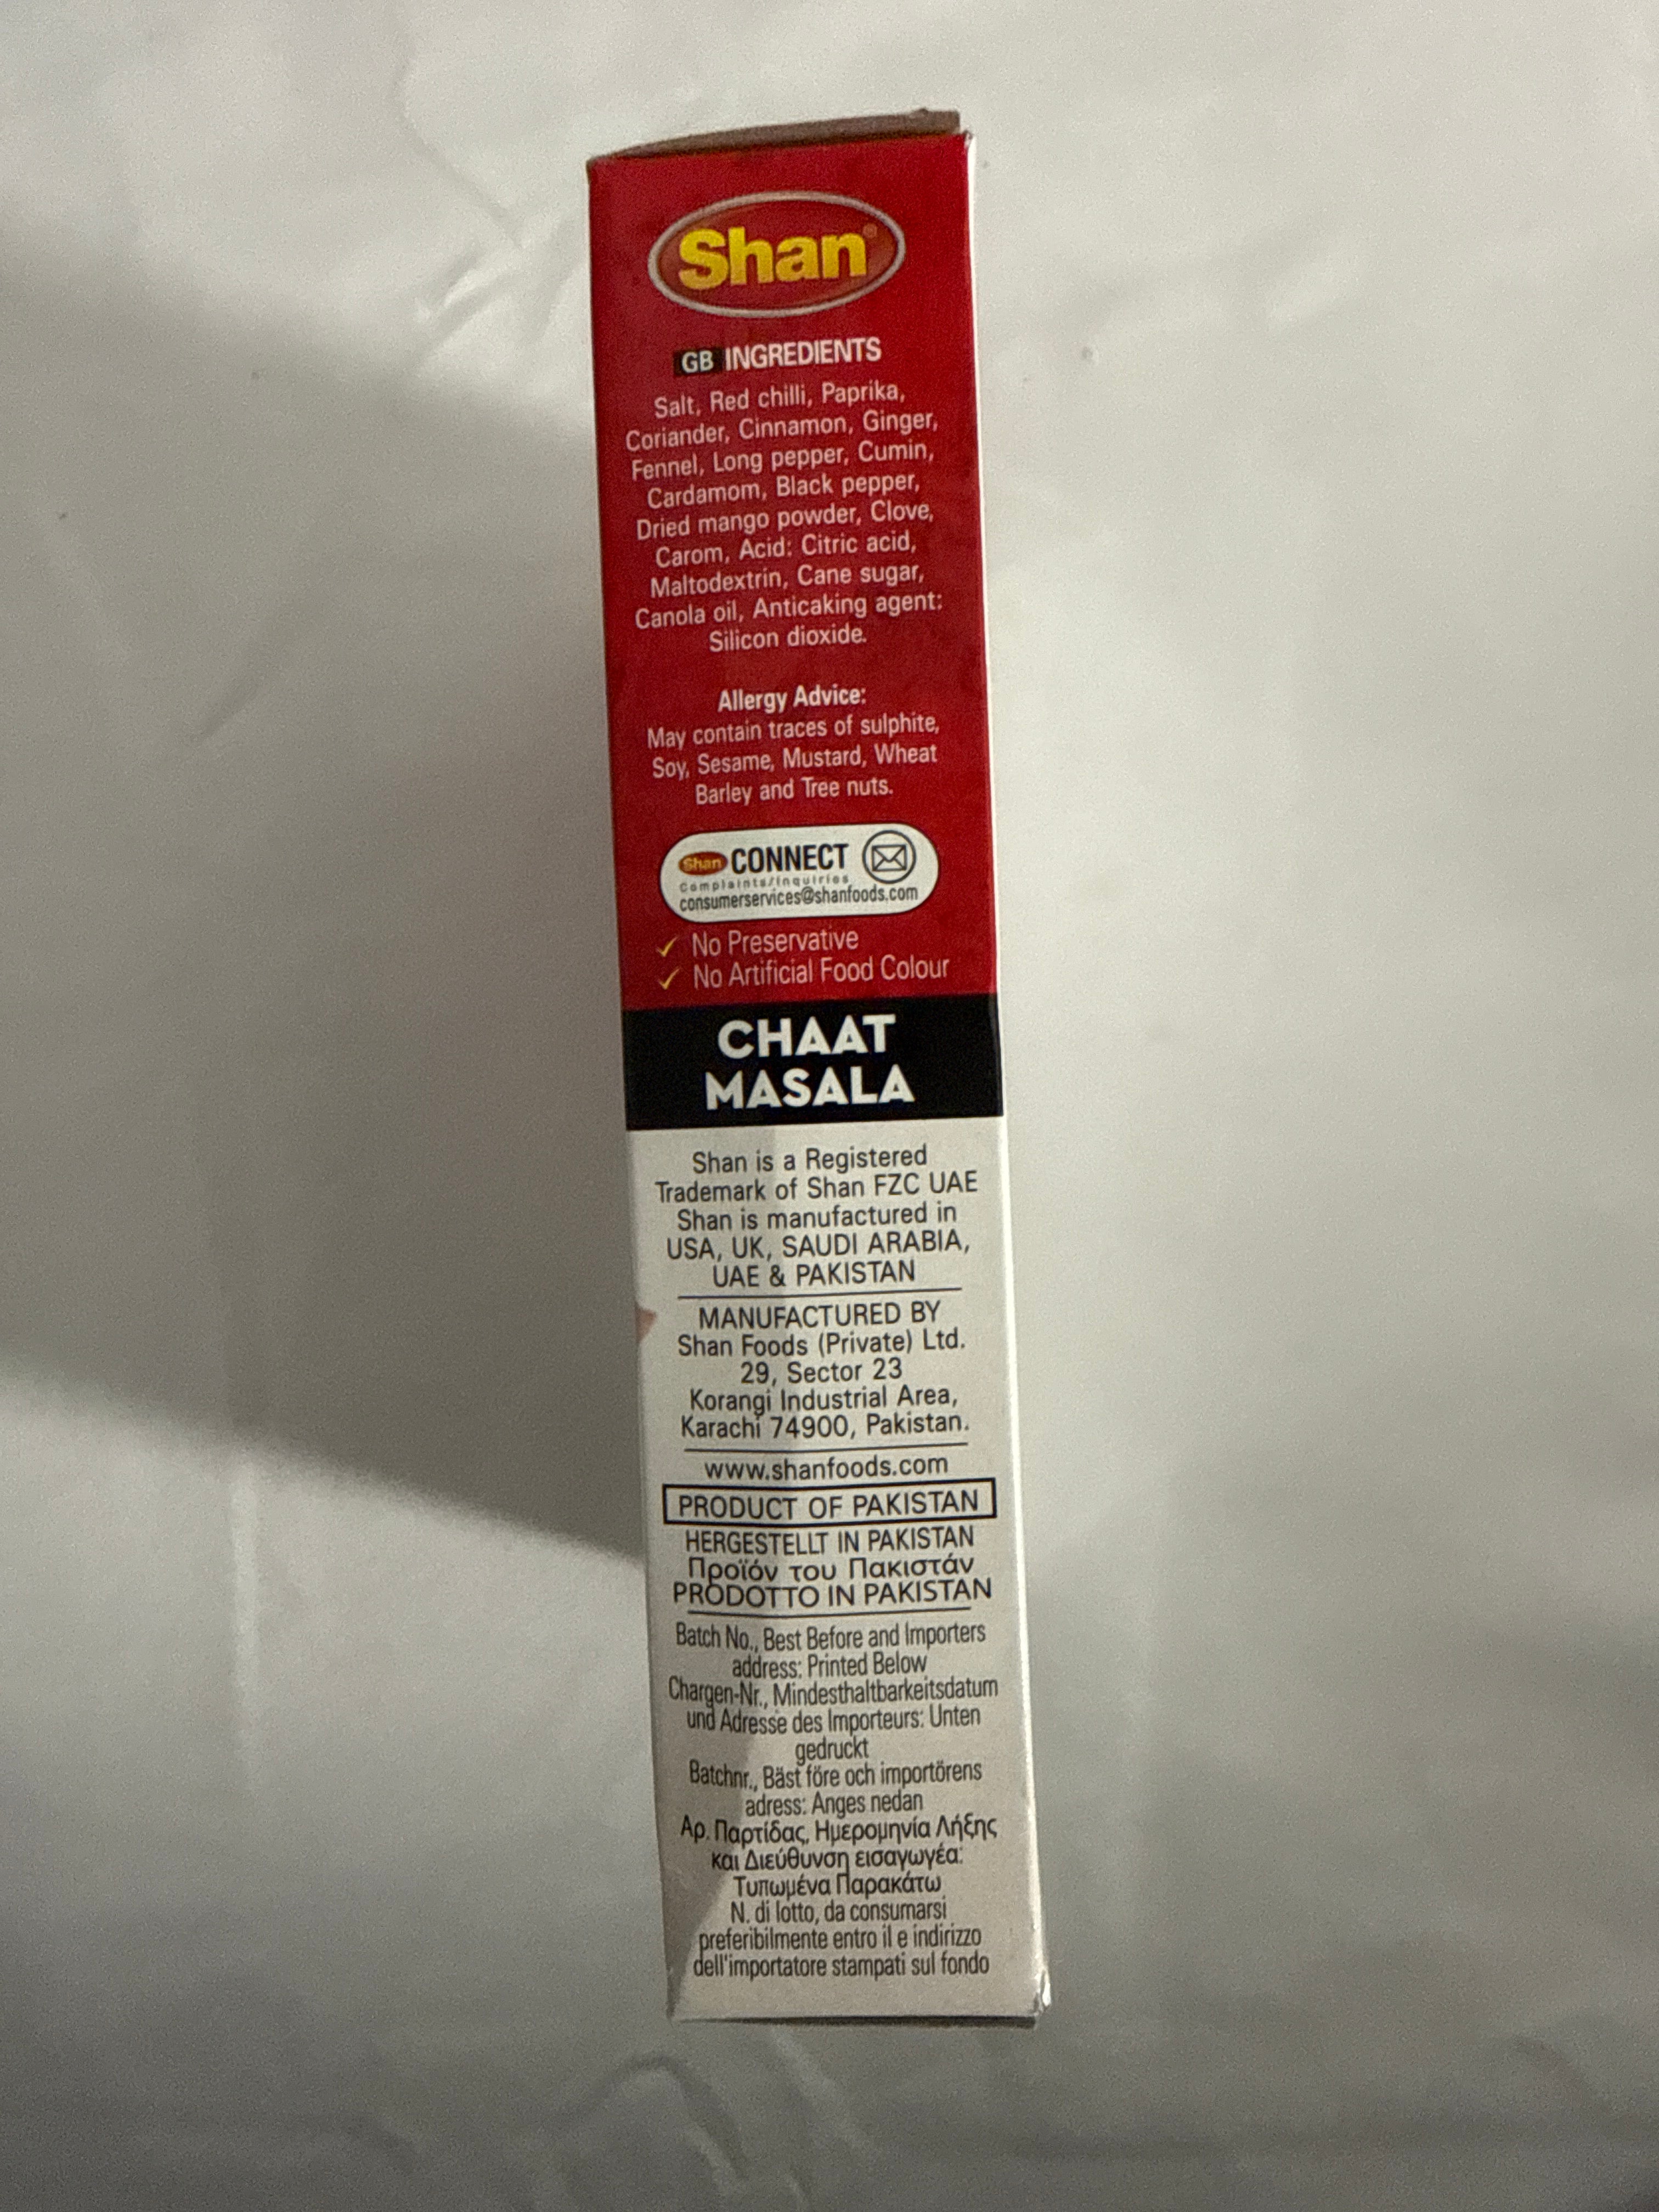 Shan®
GB INGREDIENTS
Salt, Red chilli, Paprika,
Coriander, Cinnamon, Ginger,
Fennel, Long pepper, Cumin,
Cardamom, Black pepper,
Dried mango powder, Clove,
Carom, Acid: Citric acid,
Maltodextrin, Cane sugar,
Canola oil, Anticaking agent:
Silicon dioxide.
Allergy Advice:
May contain traces of sulphite,
Soy, Sesame, Mustard, Wheat
Barley and Tree nuts.
Shan CONNECT
Complaints/Inquiries
consumerservices@shanfoods.com
✓ No Preservative
✓ No Artificial Food Colour
CHAAT
MASALA
Shan is a Registered
Trademark of Shan FZC UAE
Shan is manufactured in
USA, UK, SAUDI ARABIA,
UAE & PAKISTAN
MANUFACTURED BY
Shan Foods (Private) Ltd.
29, Sector 23
Korangi Industrial Area,
Karachi 74900, Pakistan.
www.shanfoods.com
PRODUCT OF PAKISTAN
HERGESTELLT IN PAKISTAN
Προϊόν του Πακιστάν
PRODOTTO IN PAKISTAN
Batch No., Best Before and Importers
address: Printed Below
Chargen-Nr., Mindesthaltbarkeitsdatum
und Adresse des Importeurs: Unten
gedruckt
Batchnr., Bäst före och importörens
adress: Anges nedan
Αρ. Παρτίδας, Ημερομηνία Λήξης
και Διεύθυνση εισαγωγέα:
Τυπωμένα Παρακάτω
N. di lotto, da consumarsi
preferibilmente entro il e indirizzo
dell'importatore stampati sul fondo